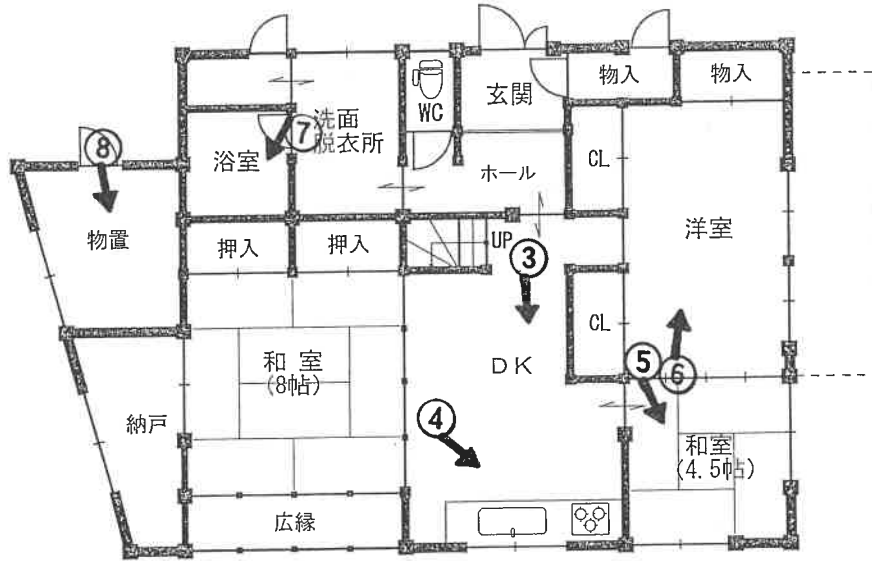 物入
物入
WC
玄関
⑧
⑦
洗面
脱衣所
浴室
ホール
CL
物置
押入
押入
UP
洋室
③
CL
和室
(8帖)
DK
⑤
⑥
納戸
④
和室
(4.5帖)
広縁